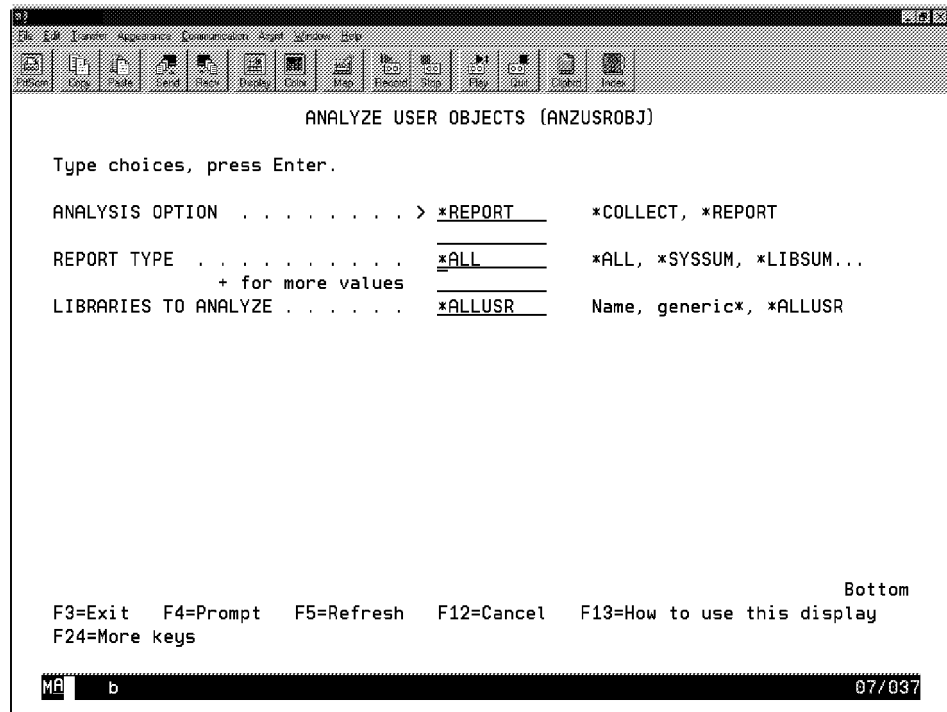 File Edit Transfer Appearance Communication Assist Window Help
PrtScrn Copy Paste Send Recv Display Color Map Record Stop Play Quit Clipbrd Index
ANALYZE USER OBJECTS (ANZUSROBJ)
Type choices, press Enter.
ANALYSIS OPTION . . . . . . . . > *REPORT *COLLECT, *REPORT
REPORT TYPE . . . . . . . . . . *ALL *ALL, *SYSSUM, *LIBSUM...
+ for more values
LIBRARIES TO ANALYZE . . . . . . *ALLUSR Name, generic*, *ALLUSR
Bottom
F3=Exit F4=Prompt F5=Refresh F12=Cancel F13=How to use this display
F24=More keys
MA b 07/037